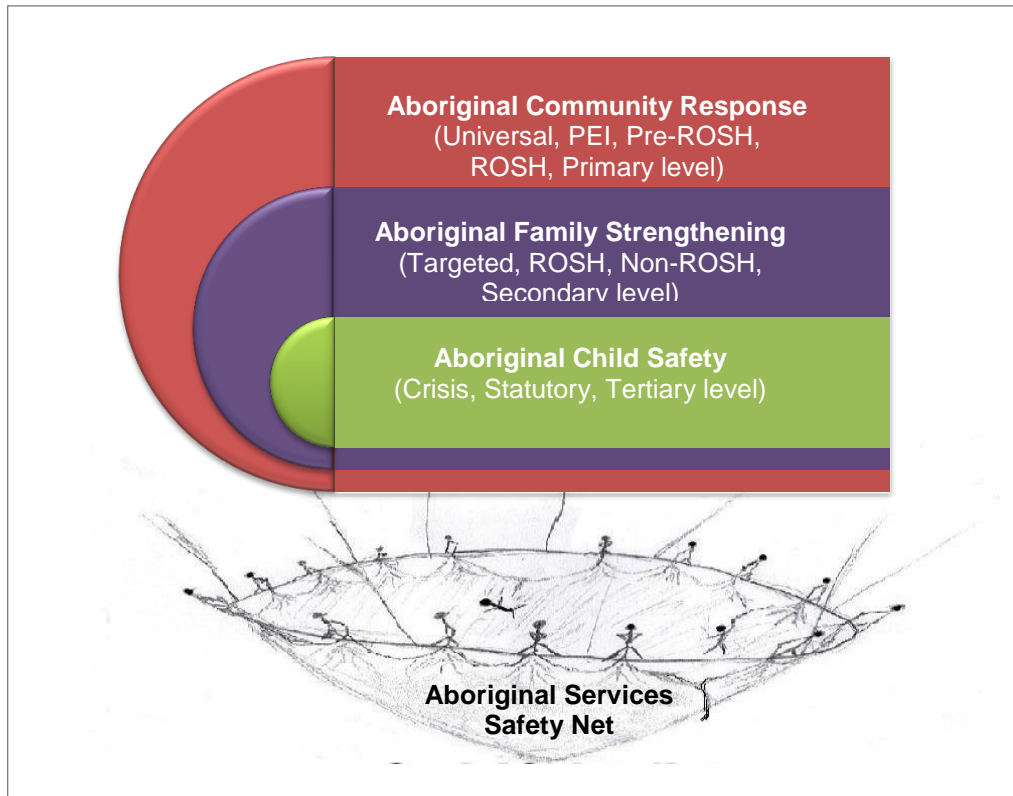 Aboriginal Community Response
(Universal, PEI, Pre-ROSH,
ROSH, Primary level)
Aboriginal Family Strengthening
(Targeted, ROSH, Non-ROSH,
Secondary level)
Aboriginal Child Safety
(Crisis, Statutory, Tertiary level)
Aboriginal Services
Safety Net